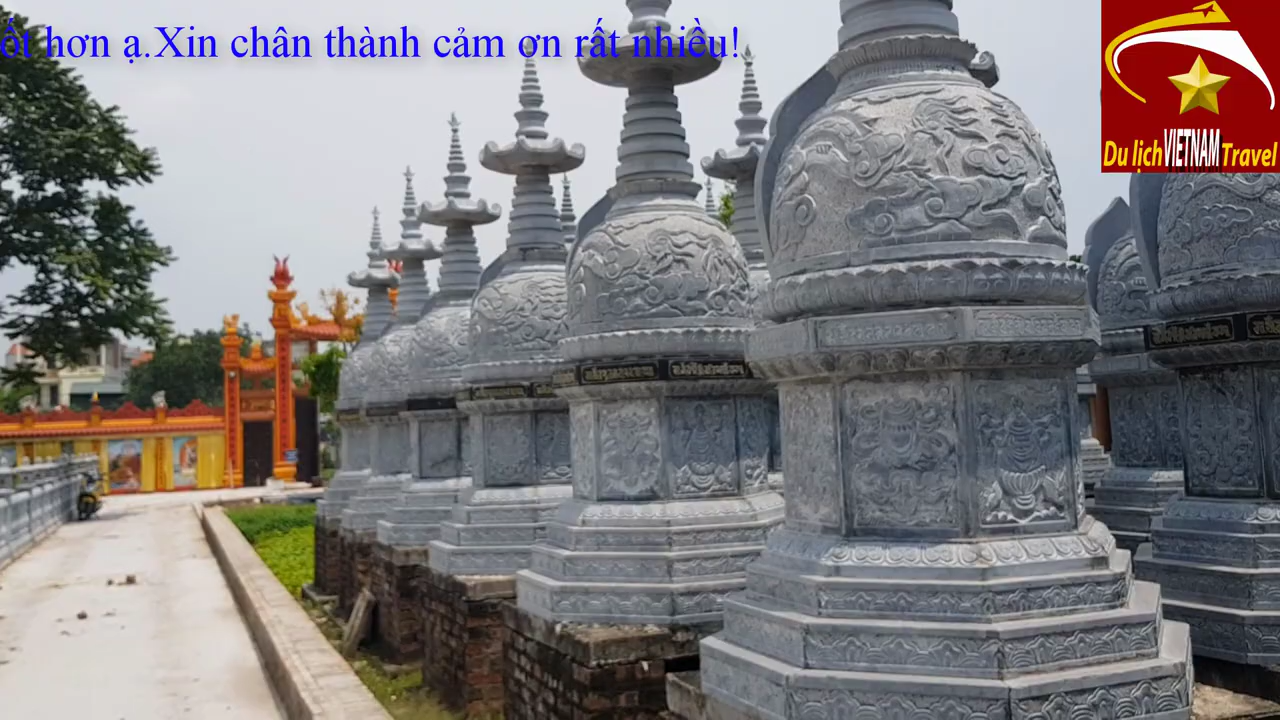 ốt hơn ạ.Xin chân thành cảm ơn rất nhiều!
Du lịch VIETNAM Travel